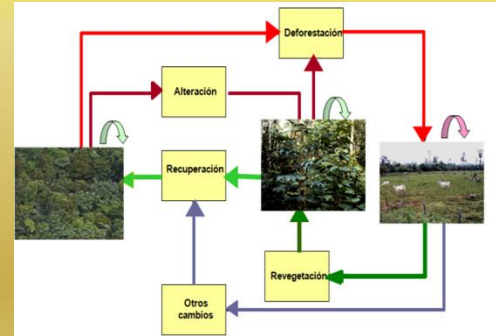 Deforestación
Alteración
Recuperación
Revegetación
Otros
cambios